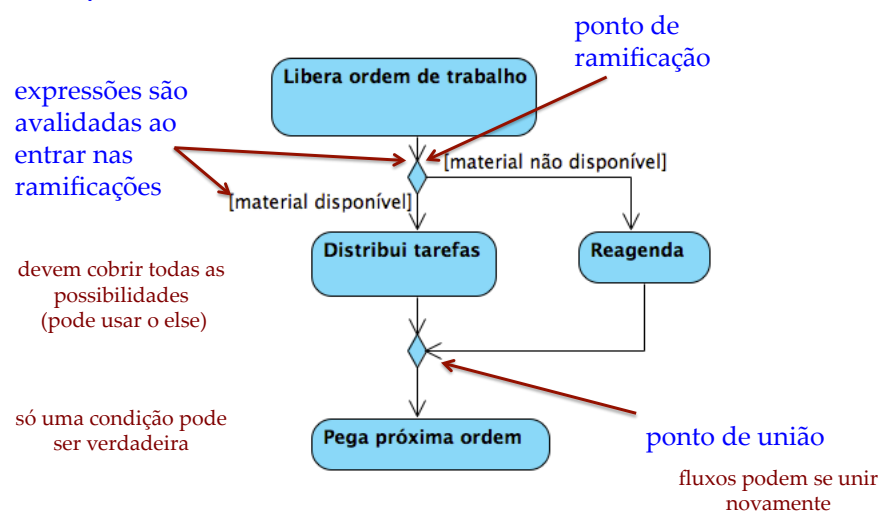 ponto de
ramificação
Libera ordem de trabalho
expressões são
avalidadas ao
entrar nas
ramificações
[material não disponível]
[material disponível]
Distribui tarefas
Reagenda
devem cobrir todas as
possibilidades
(pode usar o else)
só uma condição pode
ser verdadeira
Pega próxima ordem
ponto de união
fluxos podem se unir
novamente